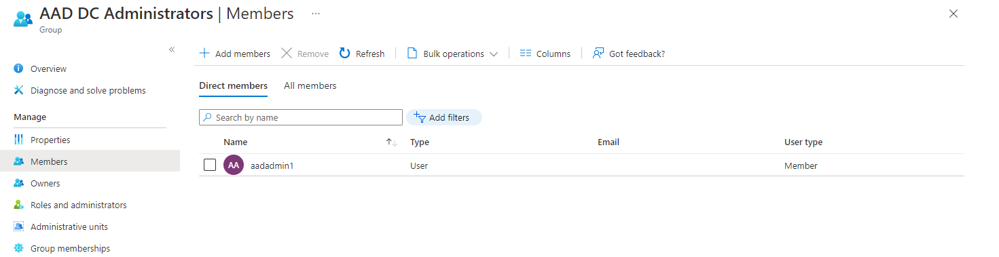 AAD DC Administrators | Members ...
Group
«
Add members Remove Refresh Bulk operations Columns Got feedback?
Overview
Diagnose and solve problems
Manage
Properties
Members
Owners
Roles and administrators
Administrative units
Group memberships
Direct members All members
Search by name Add filters
Name Type Email User type
AA aadadmin1 User Member